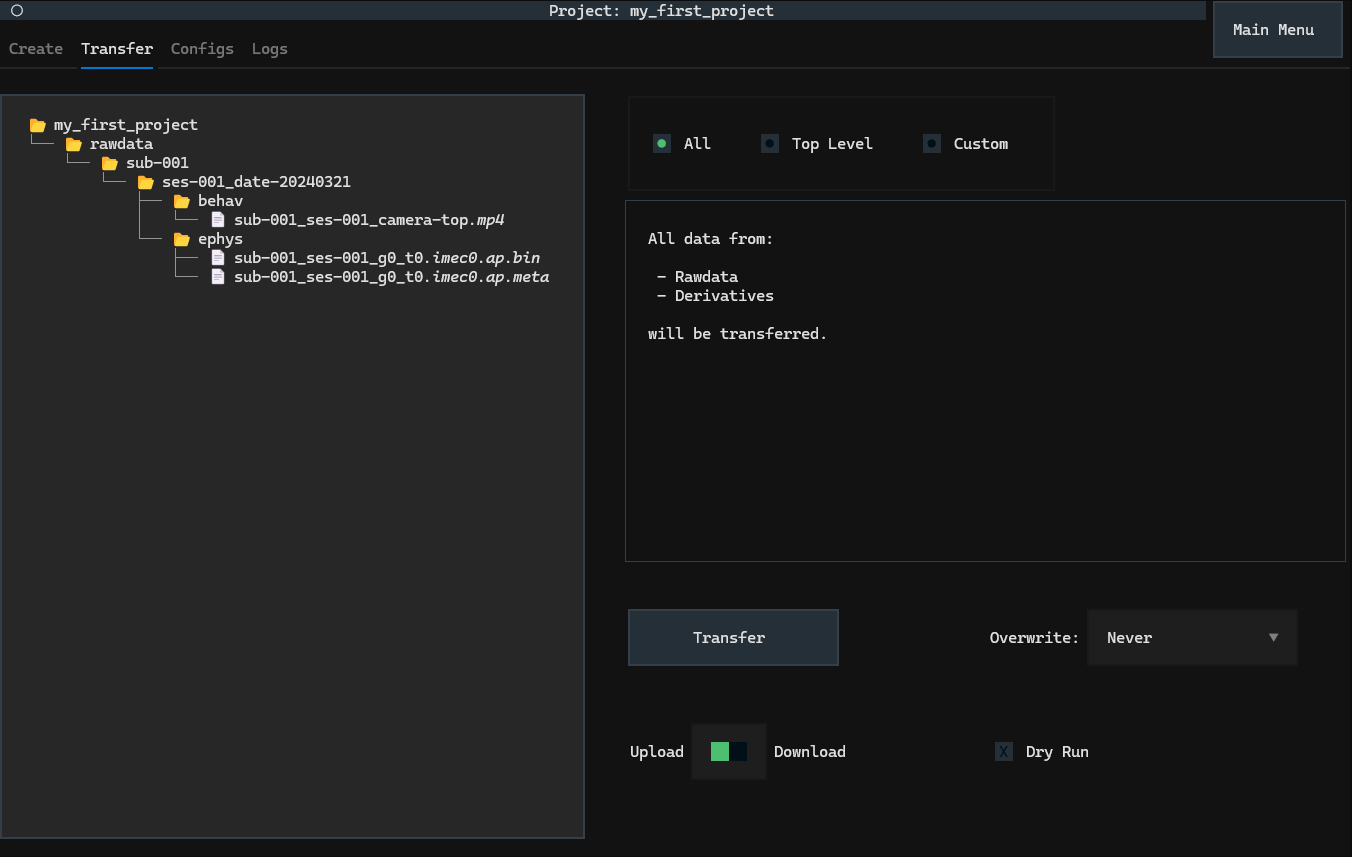 Project: my_first_project
Main Menu
Create Transfer Configs Logs
my_first_project
rawdata
sub-001
ses-001_date-20240321
behav
sub-001_ses-001_camera-top.mp4
ephys
sub-001_ses-001_g0_t0.imec0.ap.bin
sub-001_ses-001_g0_t0.imec0.ap.meta
All Top Level Custom
All data from:
- Rawdata
- Derivatives
will be transferred.
Transfer
Overwrite: Never
Upload Download
X Dry Run